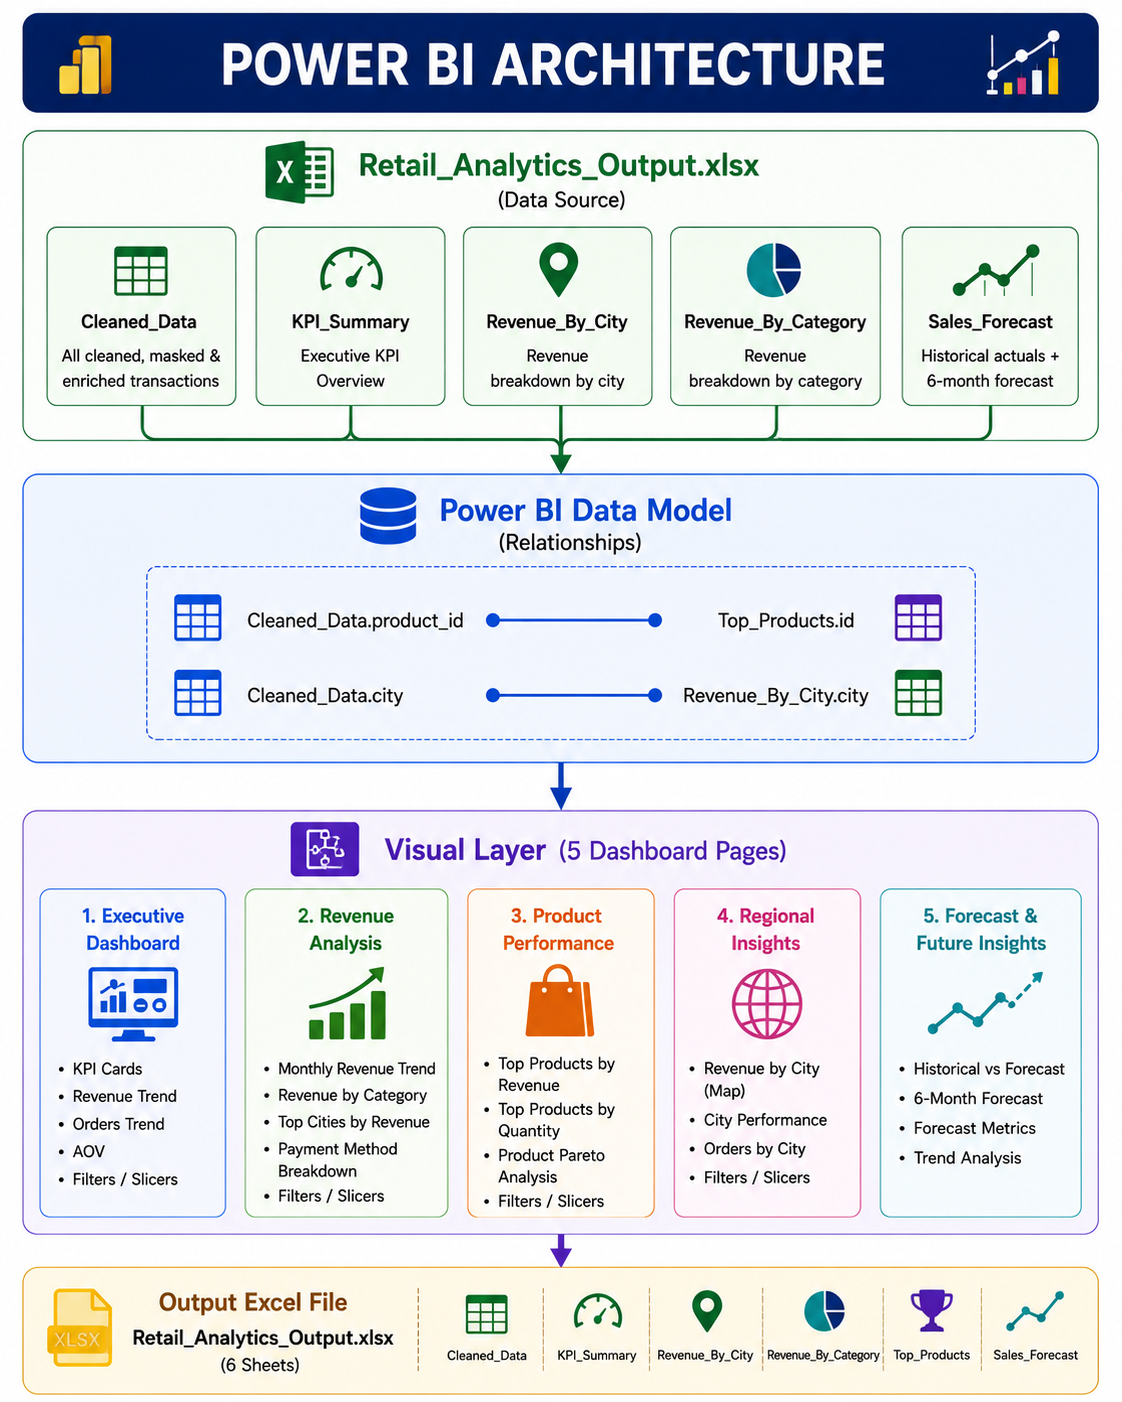 POWER BI ARCHITECTURE
X
Retail_Analytics_Output.xlsx
(Data Source)
Cleaned_Data
All cleaned, masked &
enriched transactions
KPI_Summary
Executive KPI
Overview
Revenue_By_City
Revenue
breakdown by city
Revenue_By_Category
Revenue
breakdown by category
Sales_Forecast
Historical actuals +
6-month forecast
Power BI Data Model
(Relationships)
Cleaned_Data.product_id
Top_Products.id
Cleaned_Data.city
Revenue_By_City.city
Visual Layer (5 Dashboard Pages)
1. Executive
Dashboard
• KPI Cards
• Revenue Trend
• Orders Trend
• AOV
• Filters / Slicers
2. Revenue
Analysis
• Monthly Revenue Trend
• Revenue by Category
• Top Cities by Revenue
• Payment Method
Breakdown
• Filters / Slicers
3. Product
Performance
• Top Products by
Revenue
• Top Products by
Quantity
• Product Pareto
Analysis
• Filters / Slicers
4. Regional
Insights
• Revenue by City
(Map)
• City Performance
• Orders by City
• Filters / Slicers
5. Forecast &
Future Insights
• Historical vs Forecast
• 6-Month Forecast
• Forecast Metrics
• Trend Analysis
XLSX
Output Excel File
Retail_Analytics_Output.xlsx
(6 Sheets)
Cleaned_Data
KPI_Summary
Revenue_By_City
Revenue_By_Category
Top_Products
Sales_Forecast